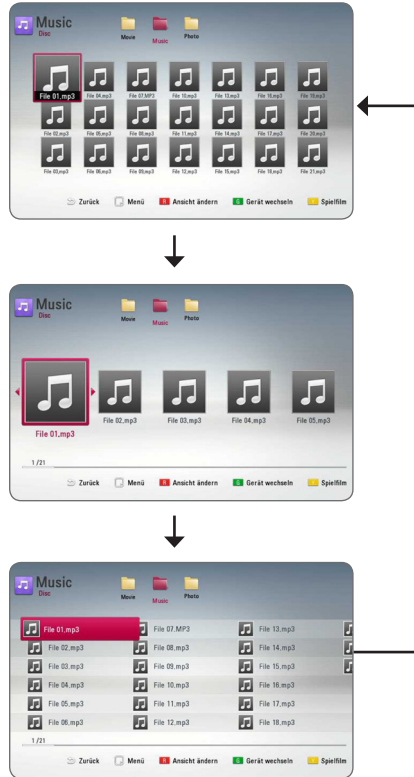 Music
Disc
Movie Music Photo
File 01.mp3 File 04.mp3 File 07.MP3 File 10.mp3 File 13.mp3 File 16.mp3 File 19.mp3
File 02.mp3 File 05.mp3 File 08.mp3 File 11.mp3 File 14.mp3 File 17.mp3 File 20.mp3
File 03.mp3 File 06.mp3 File 09.mp3 File 12.mp3 File 15.mp3 File 18.mp3 File 21.mp3
Zurück Menü R Ansicht ändern G Gerät wechseln Spielfilm
Music
Disc
Movie Music Photo
File 01.mp3 File 02.mp3 File 03.mp3 File 04.mp3 File 05.mp3
1 /21
Zurück Menü R Ansicht ändern G Gerät wechseln Spielfilm
Music
Disc
Movie Music Photo
File 01.mp3 File 07.MP3 File 13.mp3
File 02.mp3 File 08.mp3 File 14.mp3
File 03.mp3 File 09.mp3 File 15.mp3
File 04.mp3 File 10.mp3 File 16.mp3
File 05.mp3 File 11.mp3 File 17.mp3
File 06.mp3 File 12.mp3 File 18.mp3
1 /21
Zurück Menü R Ansicht ändern G Gerät wechseln Spielfilm